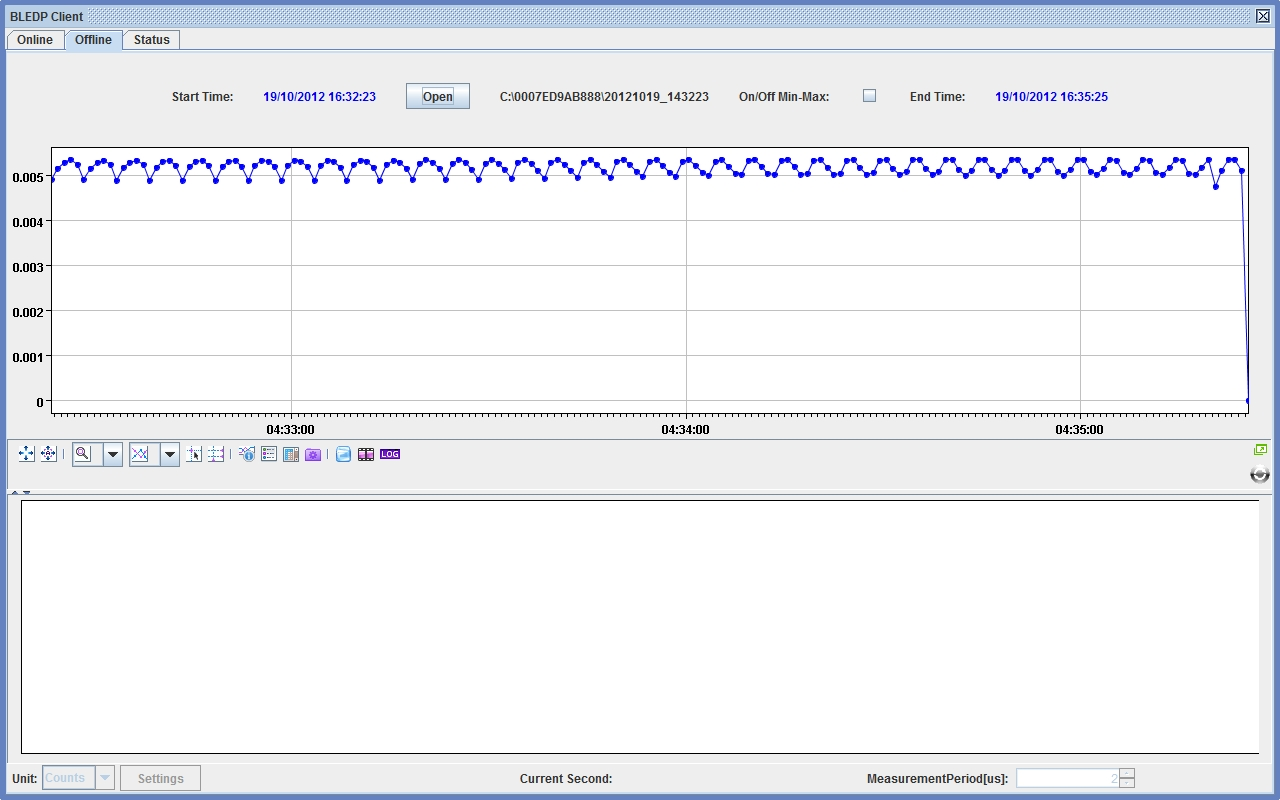 BLEDP Client
Online Offline Status
Start Time: 19/10/2012 16:32:23 Open C:\0007ED9AB888\20121019_143223 On/Off Min-Max: End Time: 19/10/2012 16:35:25
0.005
0.004
0.003
0.002
0.001
0
04:33:00 04:34:00 04:35:00
LOG
Unit: Counts Settings Current Second: MeasurementPeriod[us]: 2